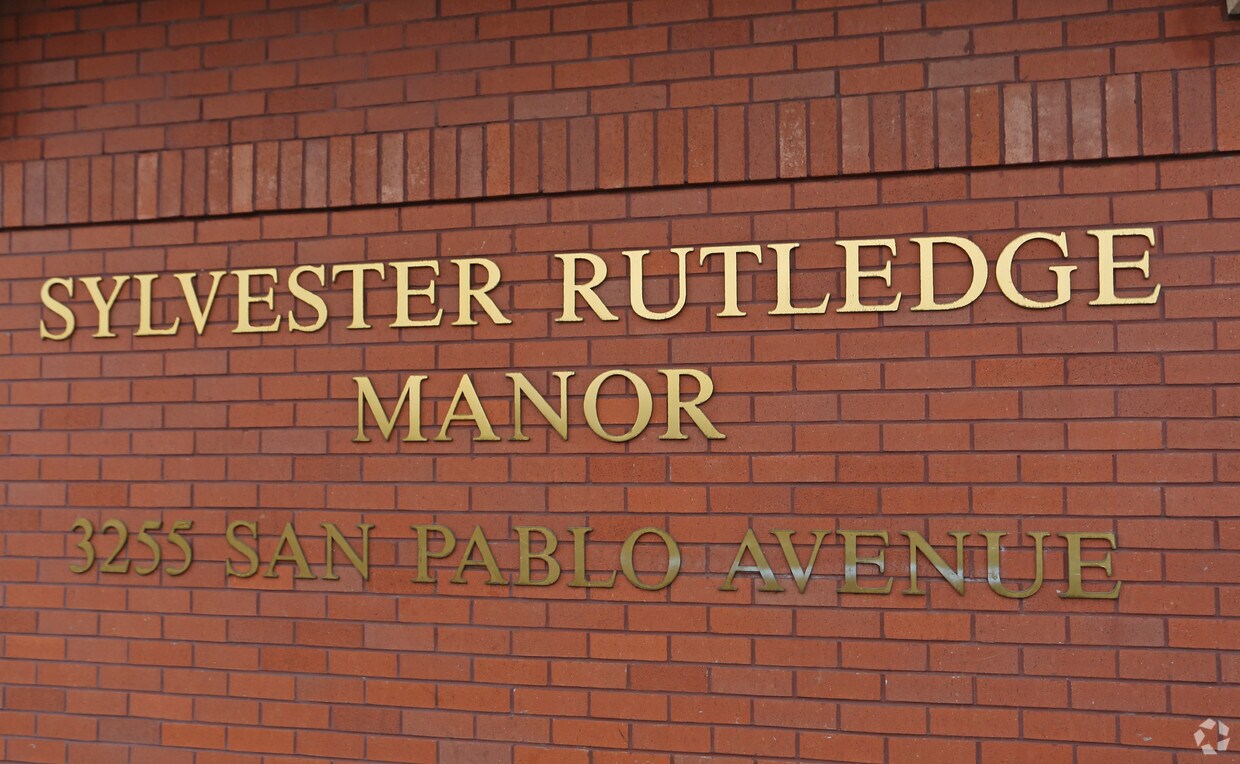 SYLVESTER RUTLEDGE
MANOR
3255 SAN PABLO AVENUE